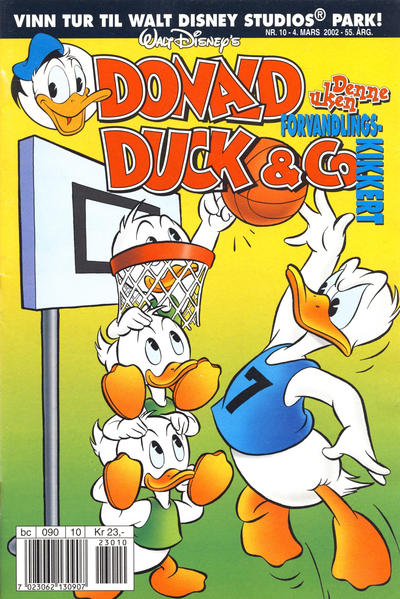 VINN TUR TIL WALT DISNEY STUDIOS® PARK!
NR. 10 - 4. MARS 2002 - 55. ÅRG.
WALT DISNEY'S
DONALD
DUCK & CO
Denne
uken
FORVANDLINGS-
KIKKERT
7
bc 090 10 Kr 23,-
23010
7 023062 130907